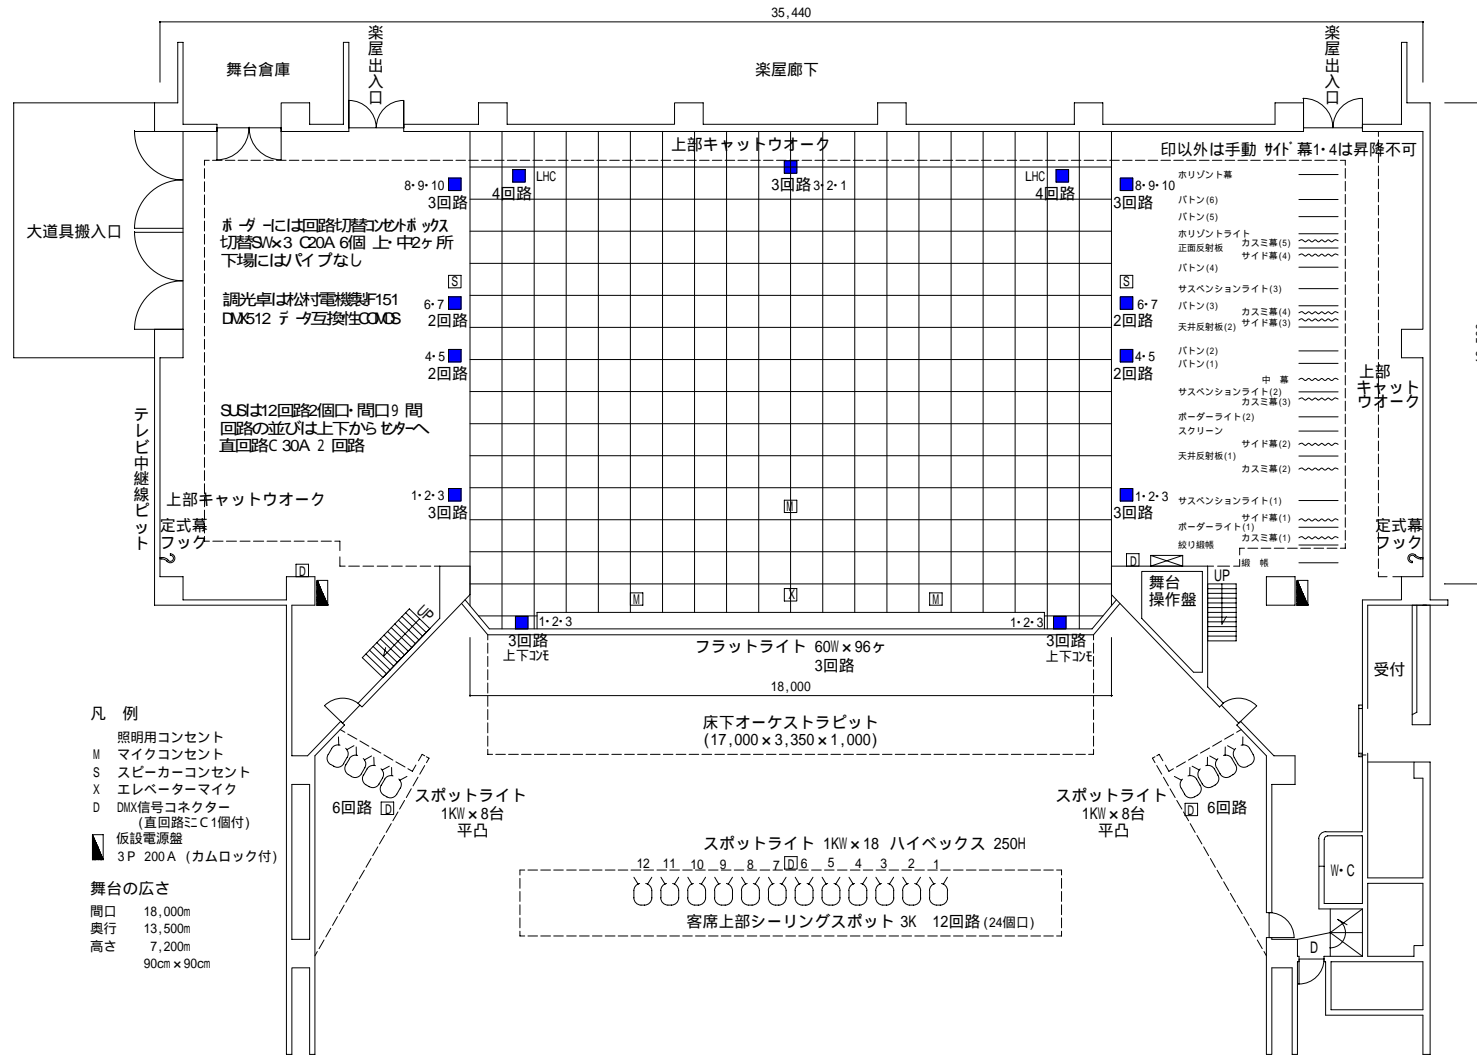 35,440
楽屋出入口
楽屋出入口
舞台倉庫
楽屋廊下
大道具搬入口
上部キャットウオーク
印以外は手動 サイド幕1・4は昇降不可
8・9・10
3回路
LHC
4回路
3回路 3・2・1
LHC
4回路
8・9・10
3回路
ボーダーには回路切替コンセントボックス
切替SW×3 C20A 6個 上・中2ヶ所
下場にはパイプなし
S
6・7
2回路
調光卓は松村電機製F151
DMX512 データ互換性COMOS
4・5
2回路
SUSは12回路2個口・間口9間
回路の並びは上下からセンターへ
直回路C 30A 2 回路
1・2・3
3回路
S
6・7
2回路
4・5
2回路
1・2・3
3回路
ホリゾント幕
バトン(6)
バトン(5)
ホリゾントライト
カスミ幕(5)
正面反射板
サイド幕(4)
バトン(4)
サスペンションライト(3)
バトン(3)
カスミ幕(4)
サイド幕(3)
天井反射板(2)
バトン(2)
バトン(1)
中 幕
サスペンションライト(2)
カスミ幕(3)
ボーダーライト(2)
スクリーン
サイド幕(2)
天井反射板(1)
カスミ幕(2)
サスペンションライト(1)
サイド幕(1)
ボーダーライト(1)
カスミ幕(1)
絞り緞帳
緞 帳
上部
キャット
ウオーク
テレビ中継線ピット
上部キャットウオーク
定式幕
フック
定式幕
フック
D
M
M
X
M
D
舞台
操作盤
UP
UP
1・2・3
3回路
上下コンモ
1・2・3
3回路
上下コンモ
フラットライト 60W×96ヶ
3回路
18,000
床下オーケストラピット
(17,000×3,350×1,000)
受付
凡 例
照明用コンセント
M マイクコンセント
S スピーカーコンセント
X エレベーターマイク
D DMX信号コネクター
(直回路ミニC1個付)
仮設電源盤
3P 200A (カムロック付)
舞台の広さ
間口 18,000m
奥行 13,500m
高さ 7,200m
90cm×90cm
6回路 D
スポットライト
1KW×8台
平凸
スポットライト
1KW×8台
平凸
D 6回路
スポットライト 1KW×18 ハイベックス 250H
12 11 10 9 8 7 D 6 5 4 3 2 1
客席上部シーリングスポット 3K 12回路 (24個口)
W・C
D